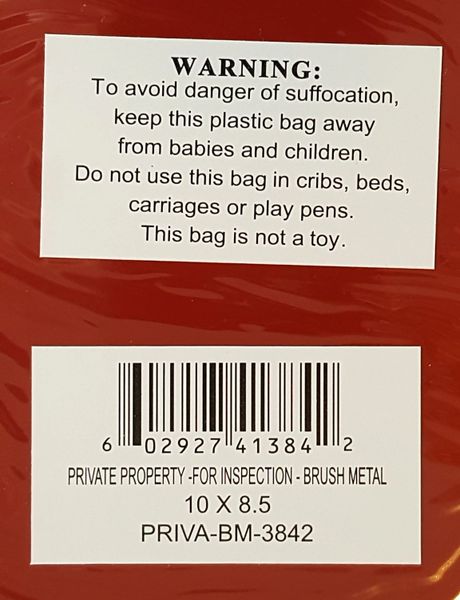 WARNING:
To avoid danger of suffocation,
keep this plastic bag away
from babies and children.
Do not use this bag in cribs, beds,
carriages or play pens.
This bag is not a toy.
6 02927 41384 2
PRIVATE PROPERTY -FOR INSPECTION - BRUSH METAL
10 X 8.5
PRIVA-BM-3842